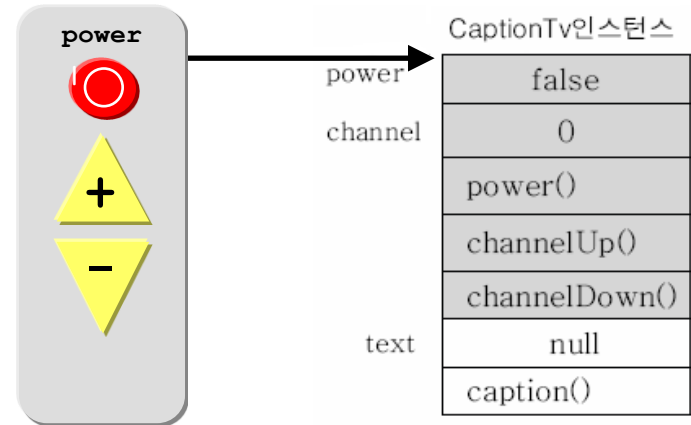 power
+
-
CaptionTv인스턴스
power false
channel 0
power()
channelUp()
channelDown()
text null
caption()